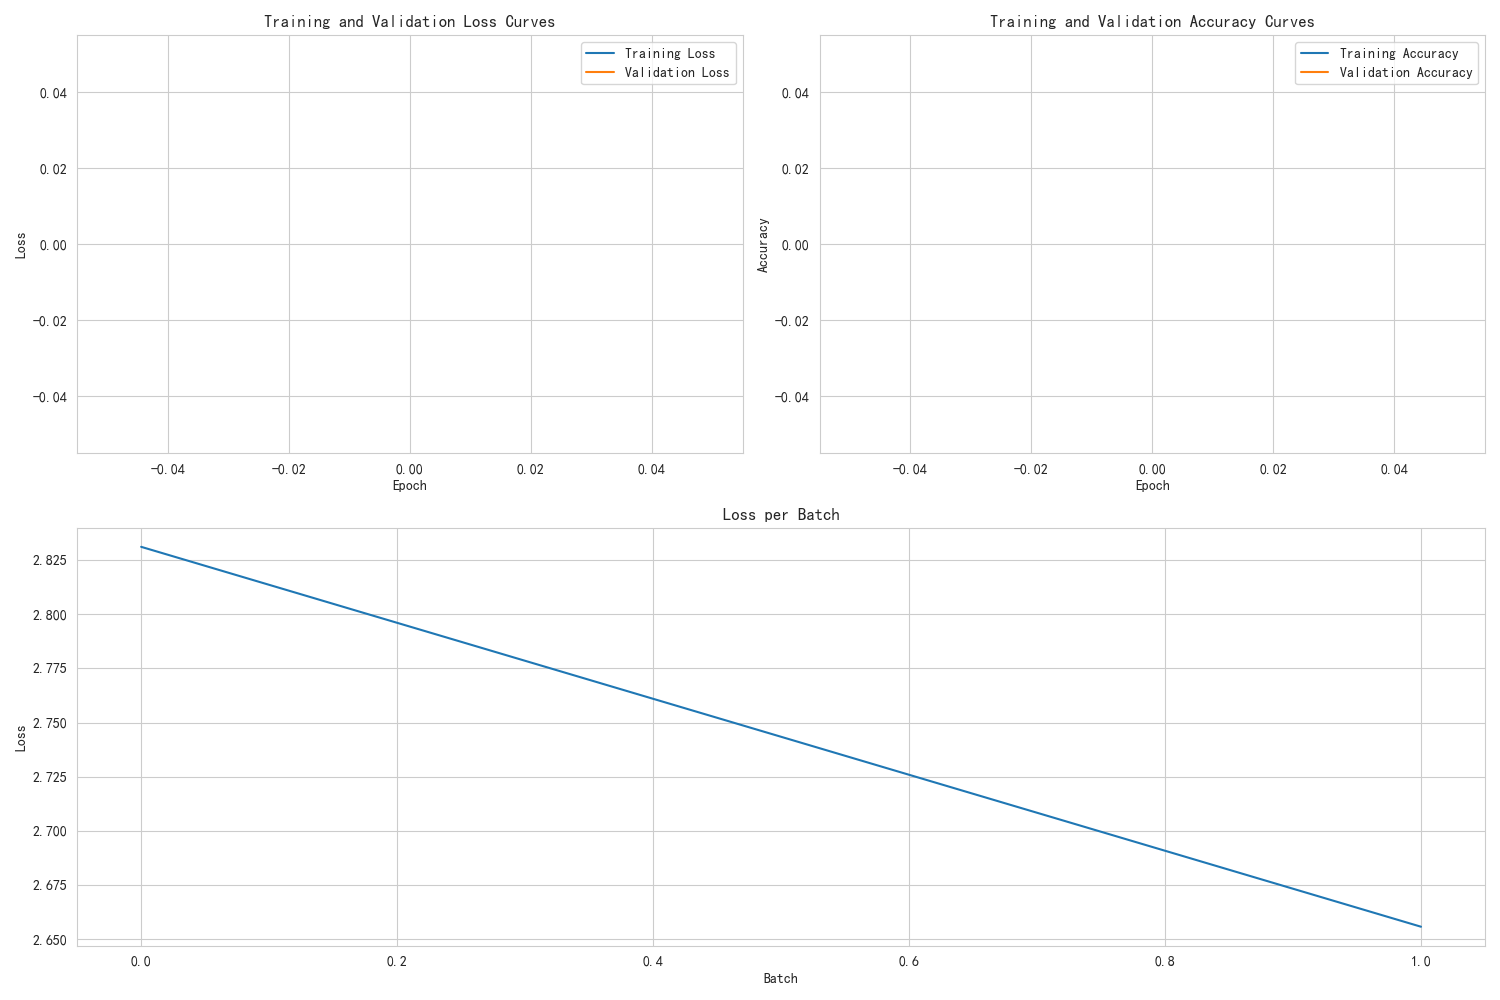 Training and Validation Loss Curves
Training Loss
Validation Loss
0.04
0.02
0.00
-0.02
-0.04
Loss
-0.04 -0.02 0.00 0.02 0.04
Epoch
Training and Validation Accuracy Curves
Training Accuracy
Validation Accuracy
0.04
0.02
0.00
-0.02
-0.04
Accuracy
-0.04 -0.02 0.00 0.02 0.04
Epoch
Loss per Batch
2.825
2.800
2.775
2.750
2.725
2.700
2.675
2.650
Loss
0.0 0.2 0.4 0.6 0.8 1.0
Batch